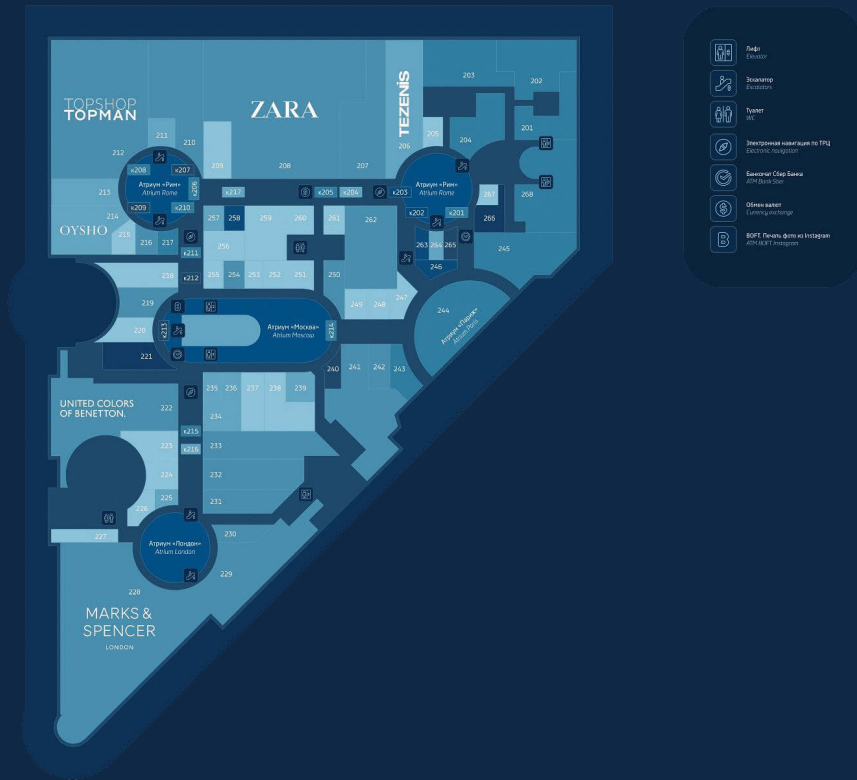 TOPSHOP
TOPMAN
ZARA
TEZENIS
203
202
201
204
205
206
207
208
209
210
211
212
213
214
OYSHO
215
216
217
к208
к207
Атриум «Рим»
Atrium Rome
к206
к209
к210
к217
к205
к204
к203
Атриум «Рим»
Atrium Rome
к202
к201
267
266
268
245
257
258
259
260
261
262
263
264
265
246
256
к211
к212
218
219
220
221
255
254
253
252
251
250
249
248
247
244
Атриум «Париж»
Atrium Paris
к213
Атриум «Москва»
Atrium Moscow
к214
240
241
242
243
UNITED COLORS
OF BENETTON.
222
235
236
237
238
239
234
к215
к216
223
233
224
232
225
231
226
227
Атриум «Лондон»
Atrium London
230
229
228
MARKS &
SPENCER
LONDON
Лифт
Elevator
Эскалатор
Escalators
Туалет
WC
Электронная навигация по ТРЦ
Electronic navigation
Банкомат Сбер Банка
ATM Bank Sber
Обмен валют
Currency exchange
BOFT. Печать фото из Instagram
ATM BOFT Instagram